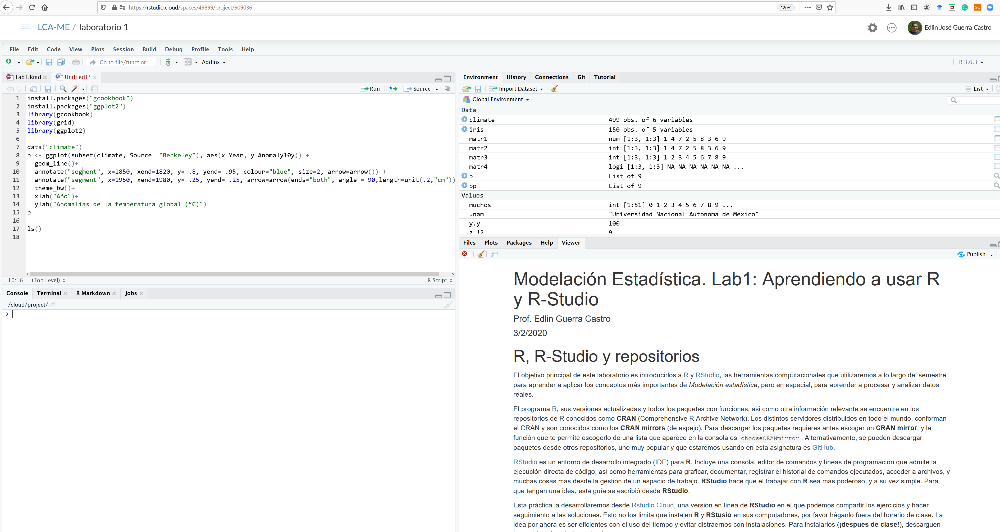 https://rstudio.cloud/spaces/49899/project/909036
120%
LCA-ME / laboratorio 1
Edlin José Guerra Castro
File Edit Code View Plots Session Build Debug Profile Tools Help
Go to file/function
Addins
R 3.6.3
Lab1.Rmd
Untitled1*
Run
Source
1 install.packages("gcookbook")
2 install.packages("ggplot2")
3 library(gcookbook)
4 library(grid)
5 library(ggplot2)
6
7 data("climate")
8 p <- ggplot(subset(climate, Source=="Berkeley"), aes(x=Year, y=Anomaly10y)) +
9 geom_line()+
10 annotate("segment", x=1850, xend=1820, y=-.8, yend=-.95, colour="blue", size=2, arrow=arrow()) +
11 annotate("segment", x=1950, xend=1980, y=-.25, yend=-.25, arrow=arrow(ends="both", angle = 90,length=unit(.2,"cm"))
12 theme_bw()+
13 xlab("Año")+
14 ylab("Anomalías de la temperatura global (ºC)")
15 p
16
17 ls()
18
10:16 (Top Level) R Script
Console Terminal R Markdown Jobs
/cloud/project/
>
Environment History Connections Git Tutorial
Import Dataset
List
Global Environment
Data
climate 499 obs. of 6 variables
iris 150 obs. of 5 variables
matr1 num [1:3, 1:3] 1 4 7 2 5 8 3 6 9
matr2 int [1:3, 1:3] 1 4 7 2 5 8 3 6 9
matr3 int [1:3, 1:3] 1 2 3 4 5 6 7 8 9
matr4 logi [1:3, 1:3] NA NA NA NA NA NA ...
p List of 9
pp List of 9
Values
muchos int [1:51] 0 1 2 3 4 5 6 7 8 9 ...
unam "Universidad Nacional Autonoma de Mexico"
y.y 100
z.12 9
Files Plots Packages Help Viewer
Publish
Modelación Estadística. Lab1: Aprendiendo a usar R
y R-Studio
Prof. Edlin Guerra Castro
3/2/2020
R, R-Studio y repositorios
El objetivo principal de este laboratorio es introducirlos a R y RStudio, las herramientas computacionales que utilizaremos a lo largo del semestre
para aprender a aplicar los conceptos más importantes de Modelación estadística, pero en especial, para aprender a procesar y analizar datos
reales.
El programa R, sus versiones actualizadas y todos los paquetes con funciones, asi como otra información relevante se encuentre en los
repositorios de R conocidos como CRAN (Comprehensive R Archive Network). Los distintos servidores distribuidos en todo el mundo, conforman
el CRAN y son conocidos como los CRAN mirrors (de espejo). Para descargar los paquetes requieres antes escoger un CRAN mirror, y la
función que te permite escogerlo de una lista que aparece en la consola es chooseCRANmirror. Alternativamente, se pueden descargar
paquetes desde otros repositorios, uno muy popular y que estaremos usando en esta asignatura es GitHub.
RStudio es un entorno de desarrollo integrado (IDE) para R. Incluye una consola, editor de comandos y líneas de programación que admite la
ejecución directa de código, así como herramientas para graficar, documentar, registrar el historial de comandos ejecutados, acceder a archivos, y
muchas cosas más desde la gestión de un espacio de trabajo. RStudio hace que el trabajar con R sea más poderoso, y a su vez simple. Para
que tengan una idea, esta guía se escribió desde RStudio.
Esta práctica la desarrollaremos desde Rstudio Cloud, una versión en línea de RStudio en el que podemos compartir los ejercicios y hacer
seguimiento a las soluciones. Esto no los limita que instalen R y RStusio en sus computadores, por favor háganlo fuera del horario de clase. La
idea por ahora es ser eficientes con el uso del tiempo y evitar distraernos con instalaciones. Para instalarlos (¡despues de clase!), descarguen